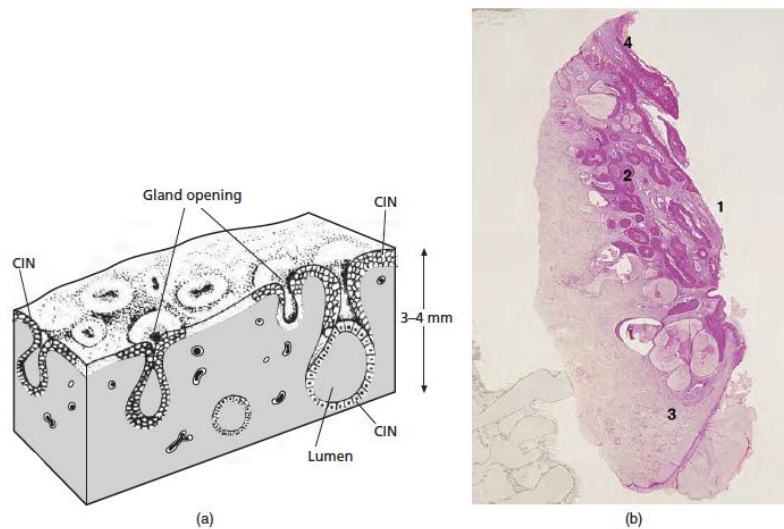 Gland opening
CIN
CIN
3–4 mm
CIN
Lumen
(a)
4
2
1
3
(b)